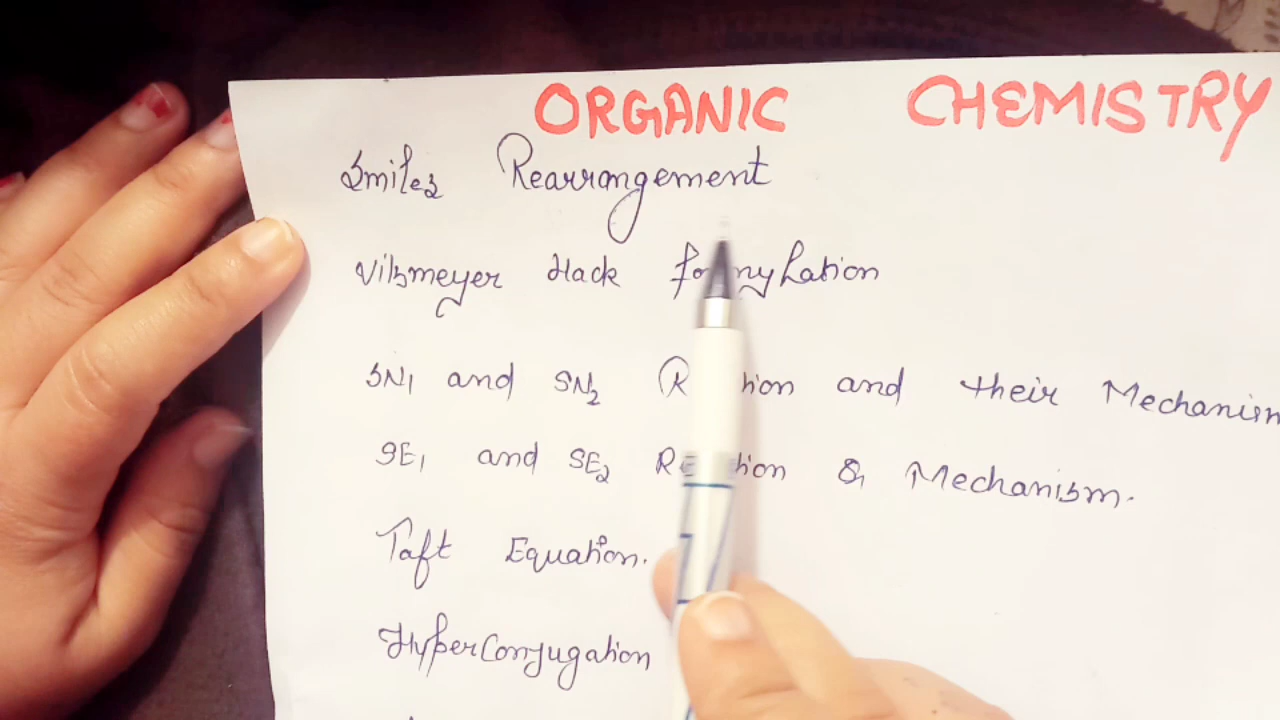 ORGANIC CHEMISTRY
Smiles Rearrangement
Vilsmeyer Hack
SN1 and SN2 and their Mechanism
SE1 and SE2 & Mechanism.
Taft Equation.
HyperConjugation